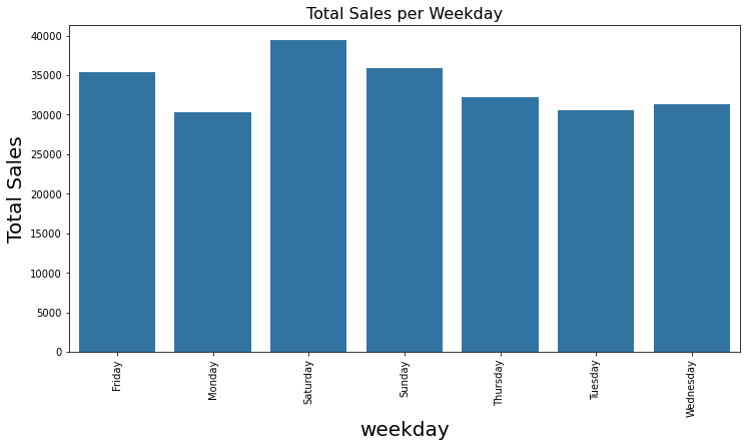 Total Sales per Weekday
Total Sales
40000
35000
30000
25000
20000
15000
10000
5000
0
Friday
Monday
Saturday
Sunday
Thursday
Tuesday
Wednesday
weekday